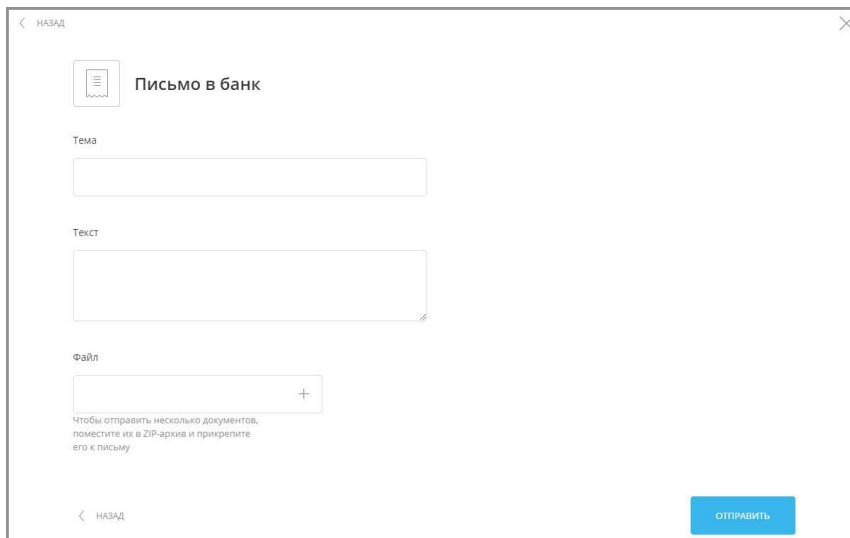 НАЗАД
Письмо в банк
Тема
Текст
Файл
Чтобы отправить несколько документов,
поместите их в ZIP-архив и прикрепите
его к письму
НАЗАД
ОТПРАВИТЬ